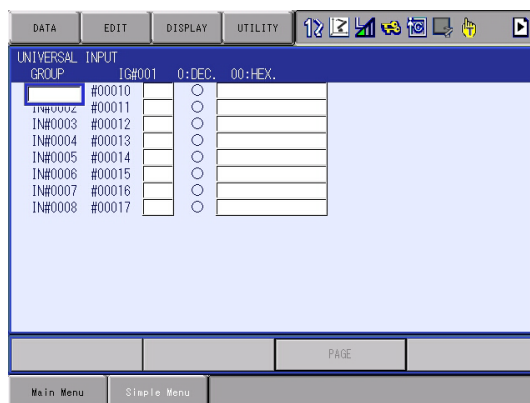 DATA EDIT DISPLAY UTILITY
UNIVERSAL INPUT
GROUP IG#001 0:DEC. 00:HEX.
#00010
IN#0002 #00011
IN#0003 #00012
IN#0004 #00013
IN#0005 #00014
IN#0006 #00015
IN#0007 #00016
IN#0008 #00017
PAGE
Main Menu Simple Menu